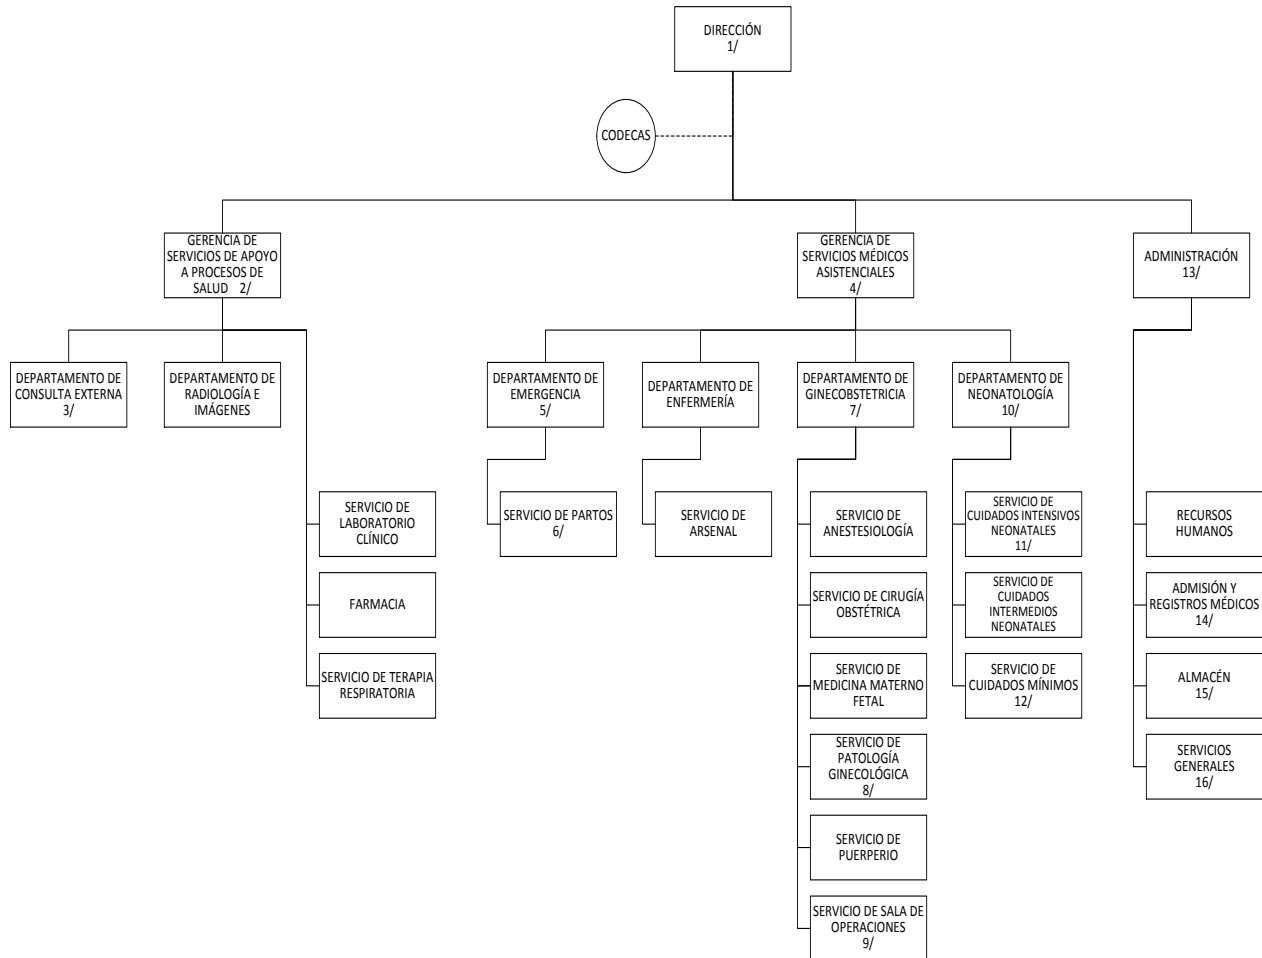 DIRECCIÓN
1/
CODECAS
GERENCIA DE
SERVICIOS DE APOYO
A PROCESOS DE
SALUD 2/
GERENCIA DE
SERVICIOS MÉDICOS
ASISTENCIALES
4/
ADMINISTRACIÓN
13/
DEPARTAMENTO DE
CONSULTA EXTERNA
3/
DEPARTAMENTO DE
RADIOLOGÍA E
IMÁGENES
DEPARTAMENTO DE
EMERGENCIA
5/
DEPARTAMENTO DE
ENFERMERÍA
DEPARTAMENTO DE
GINECOBSTETRICIA
7/
DEPARTAMENTO DE
NEONATOLOGÍA
10/
SERVICIO DE
LABORATORIO
CLÍNICO
SERVICIO DE PARTOS
6/
SERVICIO DE
ARSENAL
SERVICIO DE
ANESTESIOLOGÍA
SERVICIO DE
CUIDADOS INTENSIVOS
NEONATALES
11/
RECURSOS
HUMANOS
FARMACIA
SERVICIO DE CIRUGÍA
OBSTÉTRICA
SERVICIO DE
CUIDADOS
INTERMEDIOS
NEONATALES
ADMISIÓN Y
REGISTROS MÉDICOS
14/
SERVICIO DE TERAPIA
RESPIRATORIA
SERVICIO DE
MEDICINA MATERNO
FETAL
SERVICIO DE
CUIDADOS MÍNIMOS
12/
ALMACÉN
15/
SERVICIO DE
PATOLOGÍA
GINECOLÓGICA
8/
SERVICIOS
GENERALES
16/
SERVICIO DE
PUERPERIO
SERVICIO DE SALA DE
OPERACIONES
9/